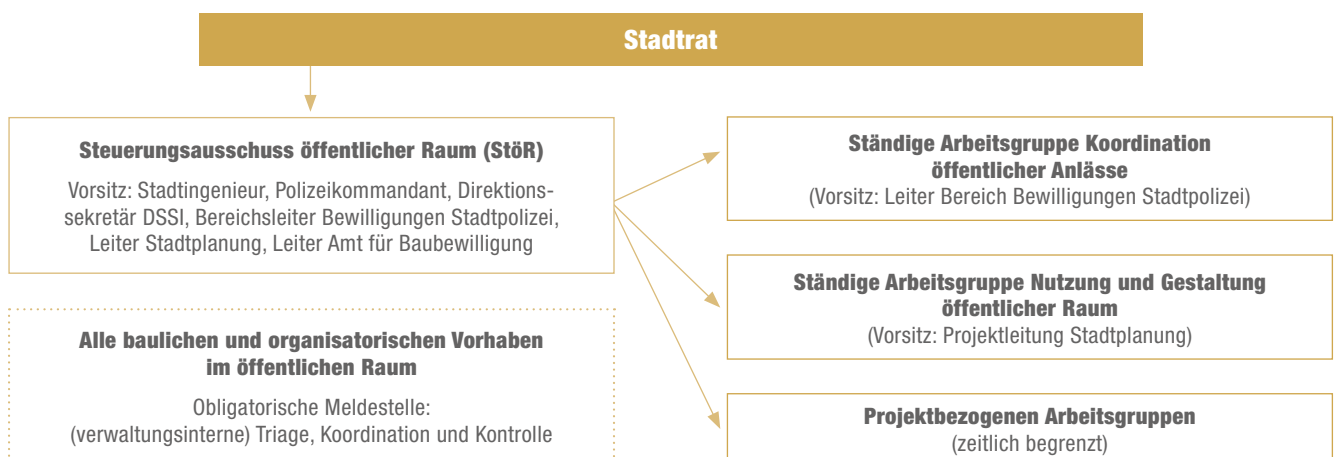 Stadtrat
Steuerungsausschuss öffentlicher Raum (StöR)
Vorsitz: Stadtingenieur, Polizeikommandant, Direktions-
sekretär DSSI, Bereichsleiter Bewilligungen Stadtpolizei,
Leiter Stadtplanung, Leiter Amt für Baubewilligung
Alle baulichen und organisatorischen Vorhaben
im öffentlichen Raum
Obligatorische Meldestelle:
(verwaltungsinterne) Triage, Koordination und Kontrolle
Ständige Arbeitsgruppe Koordination
öffentlicher Anlässe
(Vorsitz: Leiter Bereich Bewilligungen Stadtpolizei)
Ständige Arbeitsgruppe Nutzung und Gestaltung
öffentlicher Raum
(Vorsitz: Projektleitung Stadtplanung)
Projektbezogenen Arbeitsgruppen
(zeitlich begrenzt)